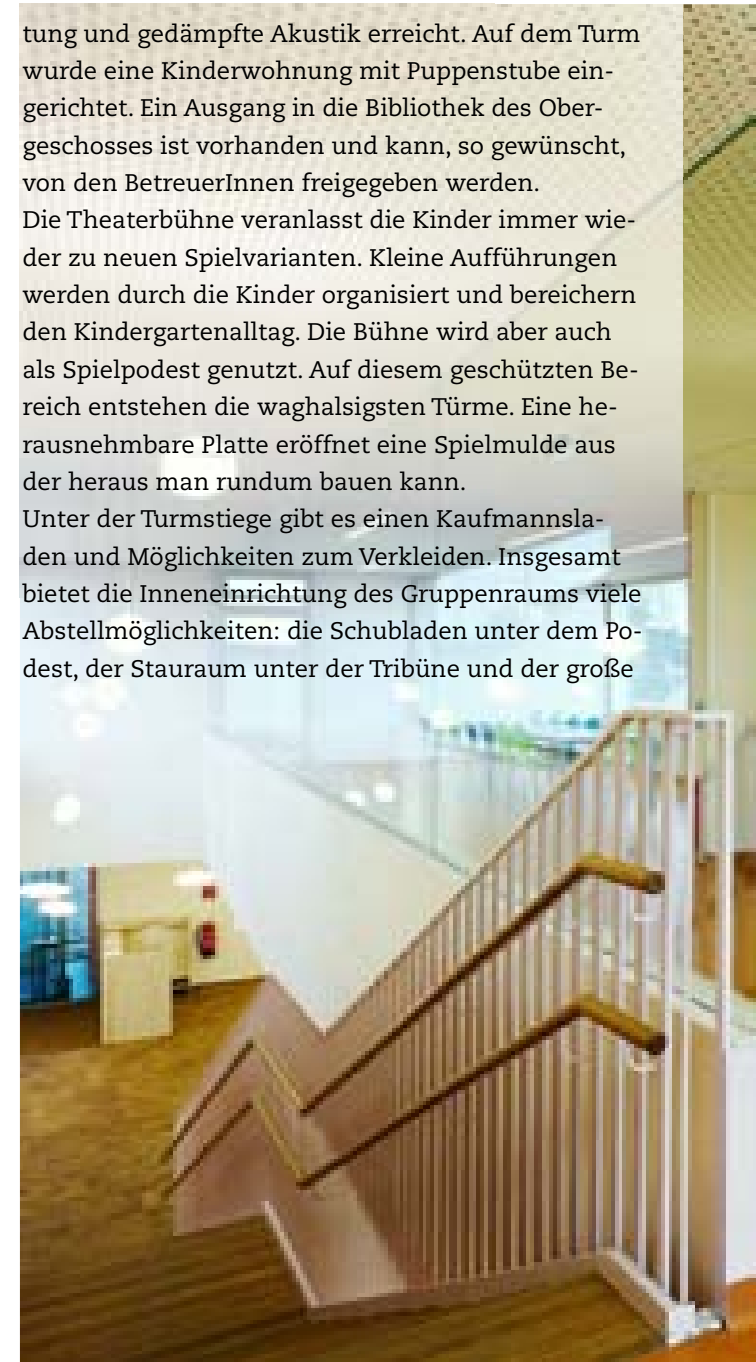 tung und gedämpfte Akustik erreicht. Auf dem Turm
wurde eine Kinderwohnung mit Puppenstube ein-
gerichtet. Ein Ausgang in die Bibliothek des Ober-
geschosses ist vorhanden und kann, so gewünscht,
von den BetreuerInnen freigegeben werden.
Die Theaterbühne veranlasst die Kinder immer wie-
der zu neuen Spielvarianten. Kleine Aufführungen
werden durch die Kinder organisiert und bereichern
den Kindergartenalltag. Die Bühne wird aber auch
als Spielpodest genutzt. Auf diesem geschützten Be-
reich entstehen die waghalsigsten Türme. Eine he-
rausnehmbare Platte eröffnet eine Spielmulde aus
der heraus man rundum bauen kann.
Unter der Turmstiege gibt es einen Kaufmannsla-
den und Möglichkeiten zum Verkleiden. Insgesamt
bietet die Inneneinrichtung des Gruppenraums viele
Abstellmöglichkeiten: die Schubladen unter dem Po-
dest, der Stauraum unter der Tribüne und der große